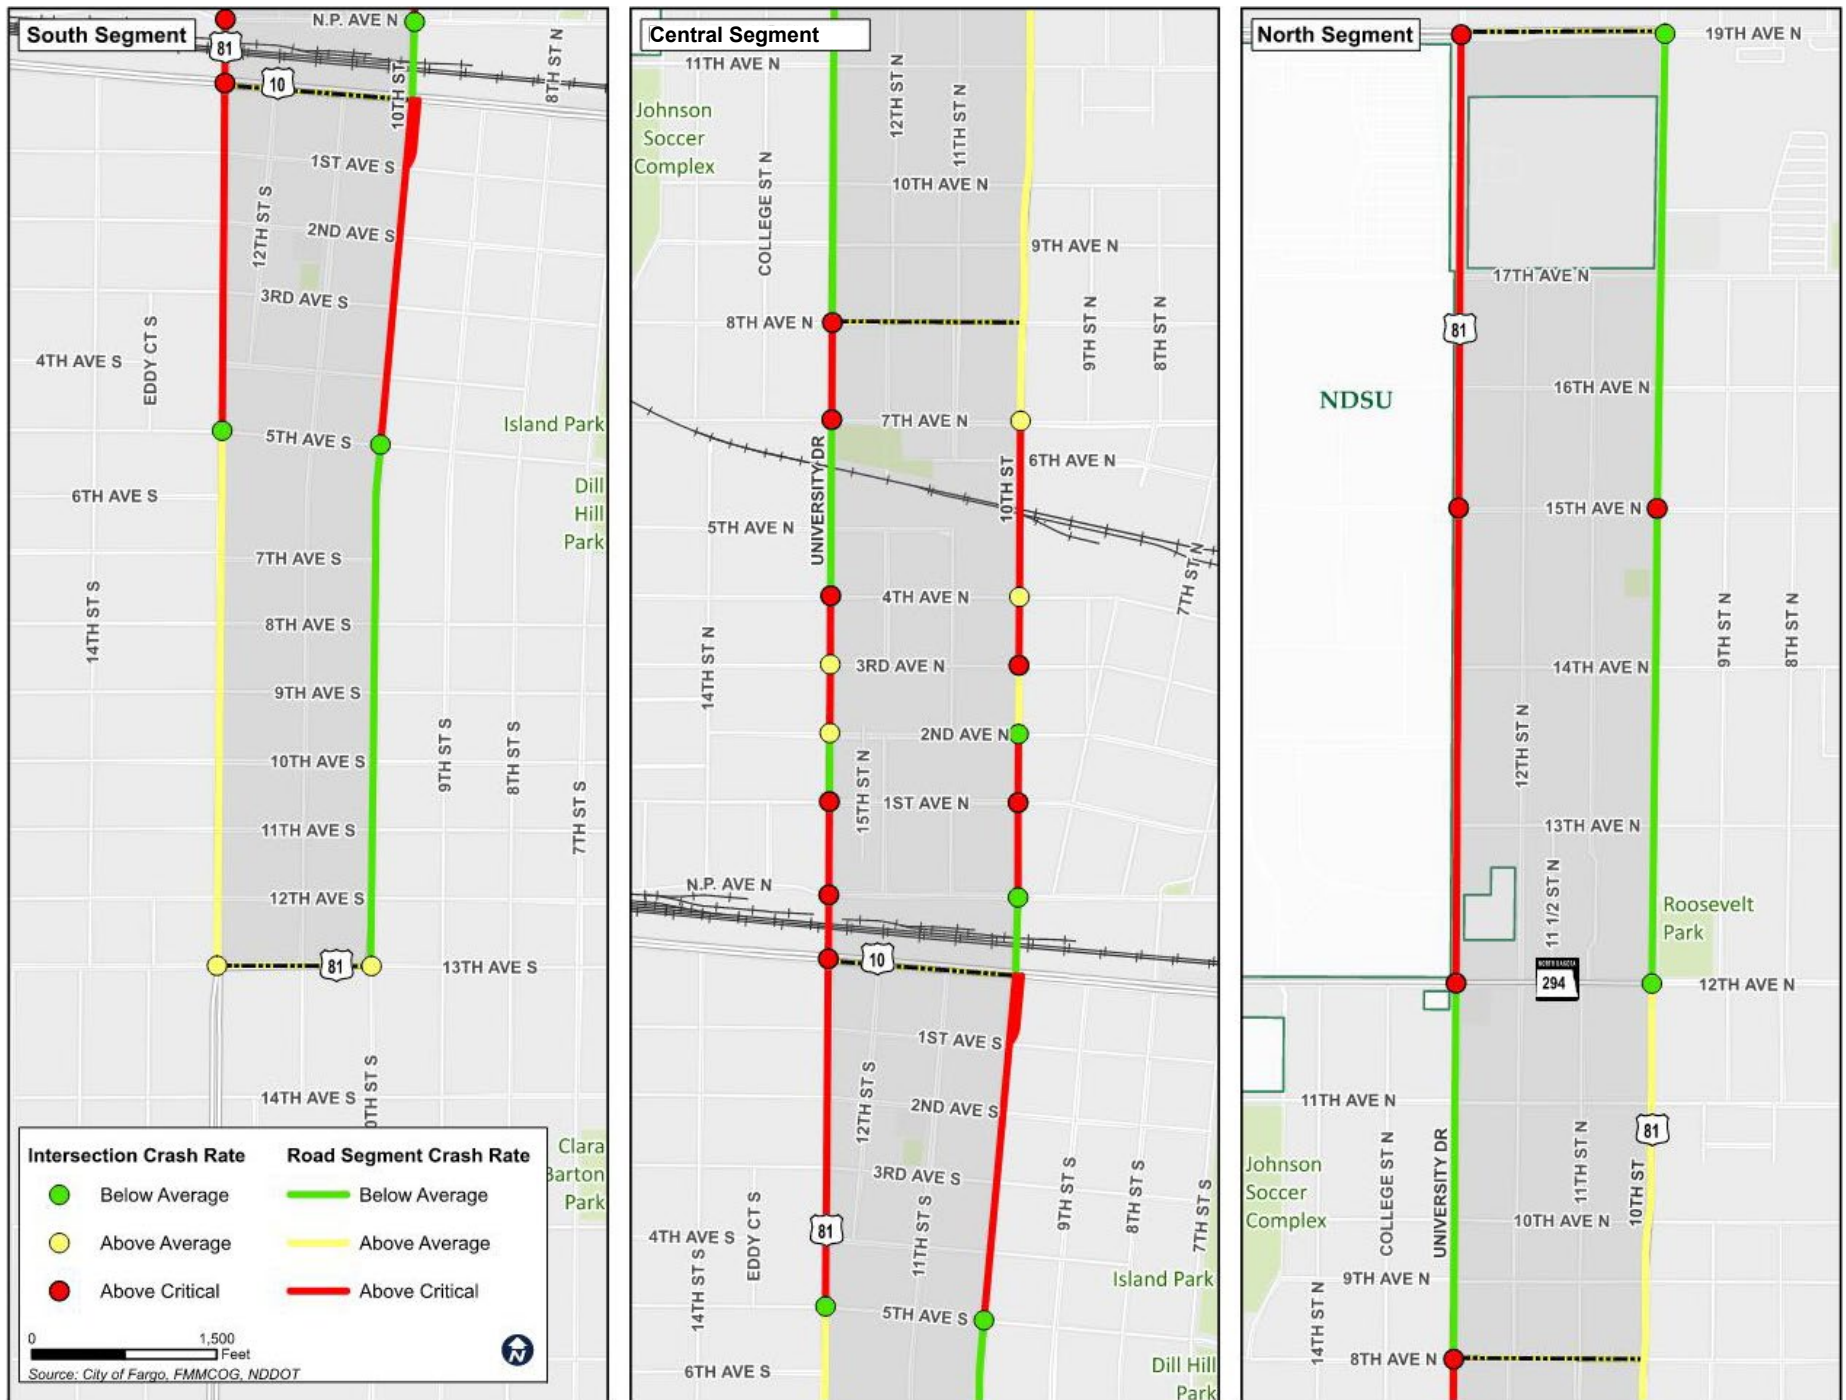 South Segment
N.P. AVE N
81
10
10TH ST
8TH ST N
1ST AVE S
12TH ST S
2ND AVE S
3RD AVE S
EDDY CT S
4TH AVE S
5TH AVE S
Island Park
6TH AVE S
Dill
Hill
Park
7TH AVE S
14TH ST S
8TH AVE S
9TH AVE S
9TH ST S
8TH ST S
10TH AVE S
7TH ST S
11TH AVE S
12TH AVE S
81
13TH AVE S
0TH ST S
14TH AVE S
Clara
Barton
Park
Intersection Crash Rate
Below Average
Above Average
Above Critical
Road Segment Crash Rate
Below Average
Above Average
Above Critical
0 1,500
Feet
N
Source: City of Fargo, FMMCOG, NDDOT
Central Segment
11TH AVE N
12TH ST N
11TH ST N
Johnson
Soccer
Complex
COLLEGE ST N
10TH AVE N
9TH AVE N
8TH AVE N
9TH ST N
8TH ST N
7TH AVE N
UNIVERSITY DR
10TH ST
6TH AVE N
5TH AVE N
7TH ST N
4TH AVE N
14TH ST N
3RD AVE N
2ND AVE N
15TH ST N
1ST AVE N
N.P. AVE N
10
1ST AVE S
12TH ST S
2ND AVE S
3RD AVE S
9TH ST S
8TH ST S
7TH ST S
EDDY CT S
11TH ST S
81
4TH AVE S
14TH ST S
Island Park
5TH AVE S
6TH AVE S
Dill Hill
Park
North Segment
19TH AVE N
17TH AVE N
81
NDSU
16TH AVE N
15TH AVE N
9TH ST N
8TH ST N
14TH AVE N
12TH ST N
13TH AVE N
11 1/2 ST N
Roosevelt
Park
NORTH DAKOTA
294
12TH AVE N
11TH AVE N
81
Johnson
Soccer
Complex
COLLEGE ST N
UNIVERSITY DR
11TH ST N
10TH ST
10TH AVE N
9TH AVE N
14TH ST N
8TH AVE N